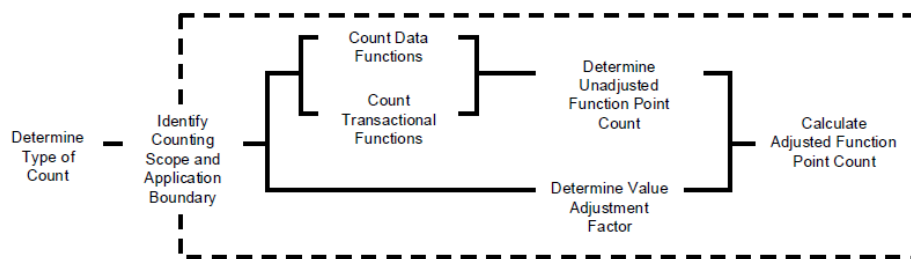 Determine
Type of
Count
Identify
Counting
Scope and
Application
Boundary
Count Data
Functions
Count
Transactional
Functions
Determine
Unadjusted
Function Point
Count
Determine Value
Adjustment
Factor
Calculate
Adjusted Function
Point Count